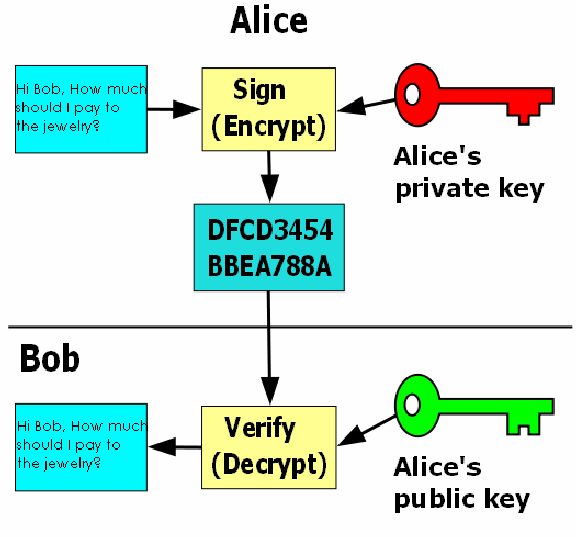 Alice
Hi Bob, How much
should I pay to
the jewelry?
Sign
(Encrypt)
Alice's
private key
DFCD3454
BBEA788A
Bob
Hi Bob, How much
should I pay to
the jewelry?
Verify
(Decrypt)
Alice's
public key